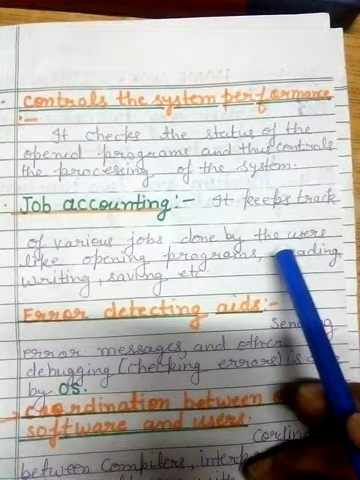 Controls the system performance
:-
It checks the status of the
opened programs and thus controls
the processing of the system.
Job accounting:- It keeps track
of various jobs, done by the users
like opening programs,
writing, saving etc
Error detecting aids:-
error messages, and other
debugging (checking errors) is
by OS.
→ Coordination between
software and users:
between compilers,